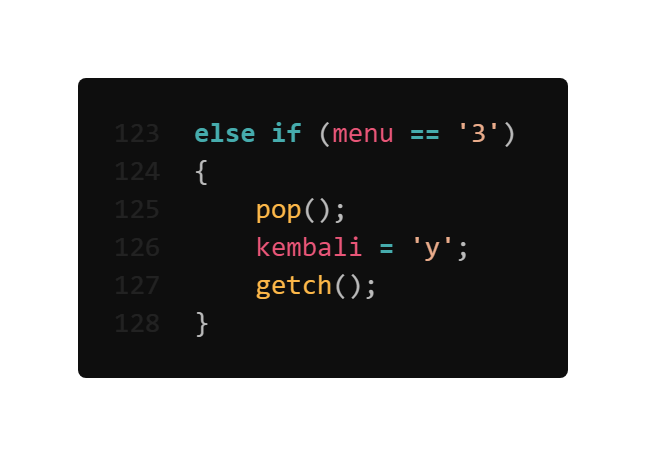 123 else if (menu == '3')
124 {
125     pop();
126     kembali = 'y';
127     getch();
128 }